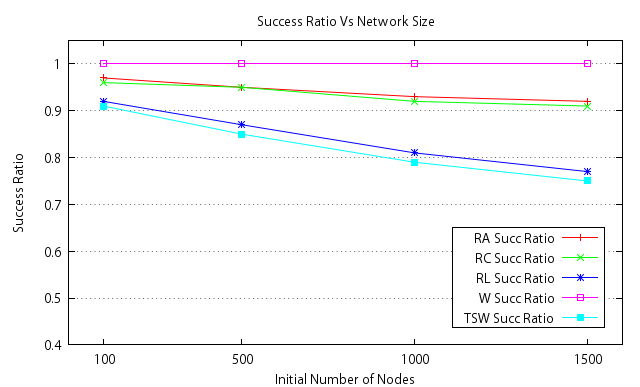 Success Ratio Vs Network Size
Success Ratio
1
0.9
0.8
0.7
0.6
0.5
0.4
RA Succ Ratio
RC Succ Ratio
RL Succ Ratio
W Succ Ratio
TSW Succ Ratio
100 500 1000 1500
Initial Number of Nodes